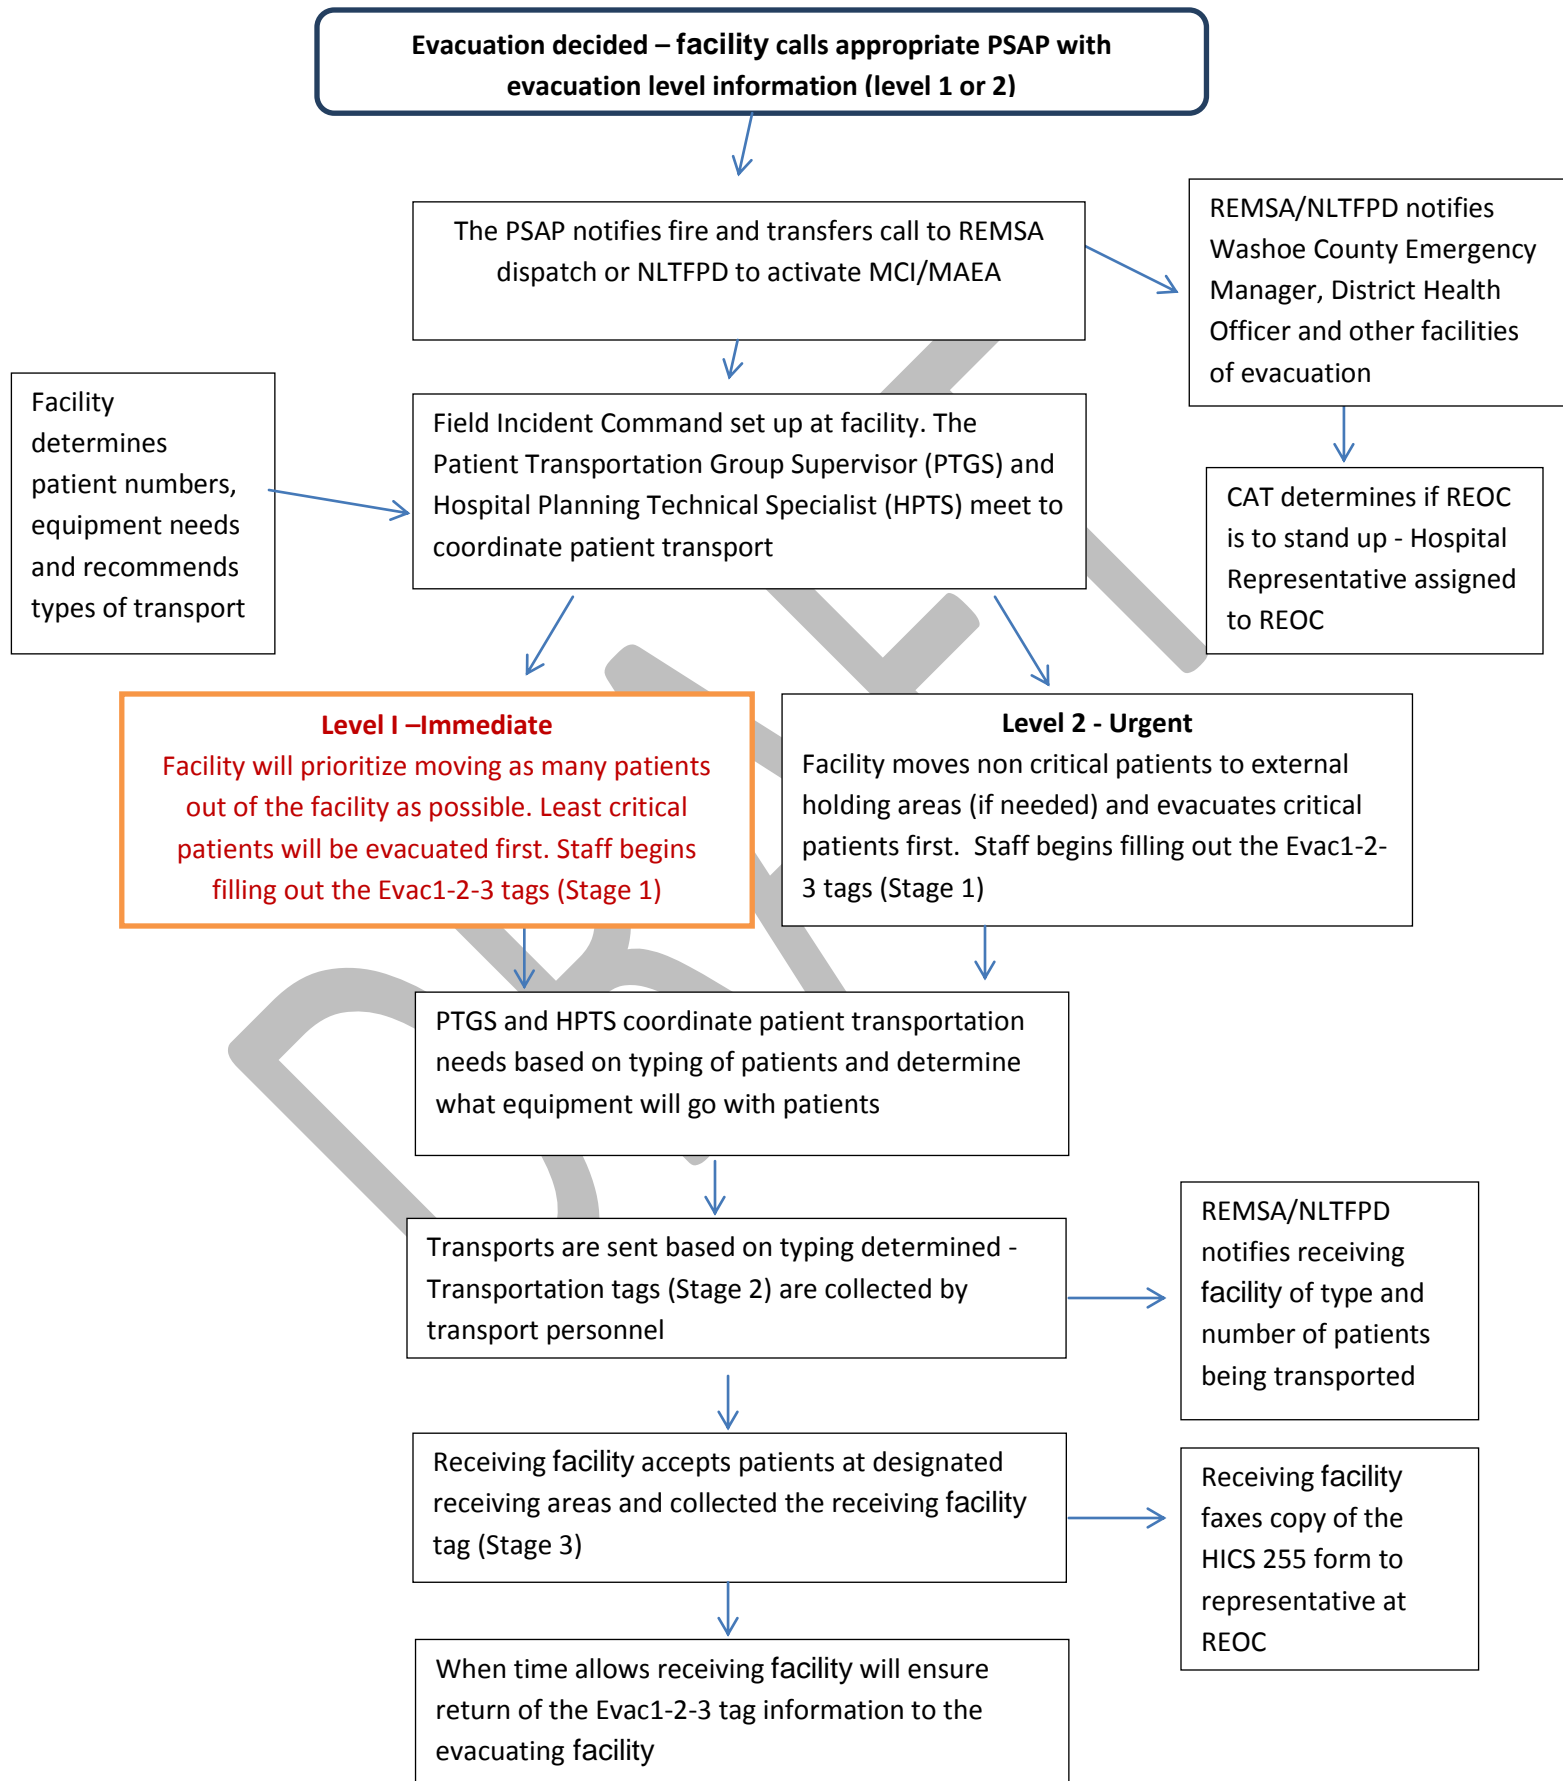 Evacuation decided – facility calls appropriate PSAP with
evacuation level information (level 1 or 2)
The PSAP notifies fire and transfers call to REMSA
dispatch or NLTFPD to activate MCI/MAEA
REMSA/NLTFPD notifies
Washoe County Emergency
Manager, District Health
Officer and other facilities
of evacuation
Facility
determines
patient numbers,
equipment needs
and recommends
types of transport
Field Incident Command set up at facility. The
Patient Transportation Group Supervisor (PTGS) and
Hospital Planning Technical Specialist (HPTS) meet to
coordinate patient transport
CAT determines if REOC
is to stand up - Hospital
Representative assigned
to REOC
Level I –Immediate
Facility will prioritize moving as many patients
out of the facility as possible. Least critical
patients will be evacuated first. Staff begins
filling out the Evac1-2-3 tags (Stage 1)
Level 2 - Urgent
Facility moves non critical patients to external
holding areas (if needed) and evacuates critical
patients first.  Staff begins filling out the Evac1-2-
3 tags (Stage 1)
PTGS and HPTS coordinate patient transportation
needs based on typing of patients and determine
what equipment will go with patients
Transports are sent based on typing determined -
Transportation tags (Stage 2) are collected by
transport personnel
REMSA/NLTFPD
notifies receiving
facility of type and
number of patients
being transported
Receiving facility accepts patients at designated
receiving areas and collected the receiving facility
tag (Stage 3)
Receiving facility
faxes copy of the
HICS 255 form to
representative at
REOC
When time allows receiving facility will ensure
return of the Evac1-2-3 tag information to the
evacuating facility
DRAFT